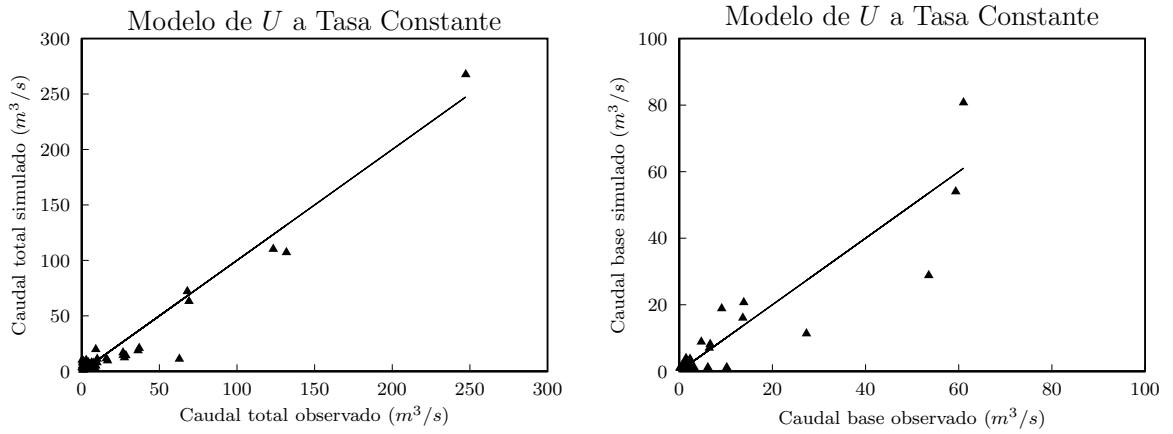 Modelo de U a Tasa Constante
300
250
200
150
100
50
0
0 50 100 150 200 250 300
Caudal total simulado (m³/s)
Caudal total observado (m³/s)
Modelo de U a Tasa Constante
100
80
60
40
20
0
0 20 40 60 80 100
Caudal base simulado (m³/s)
Caudal base observado (m³/s)